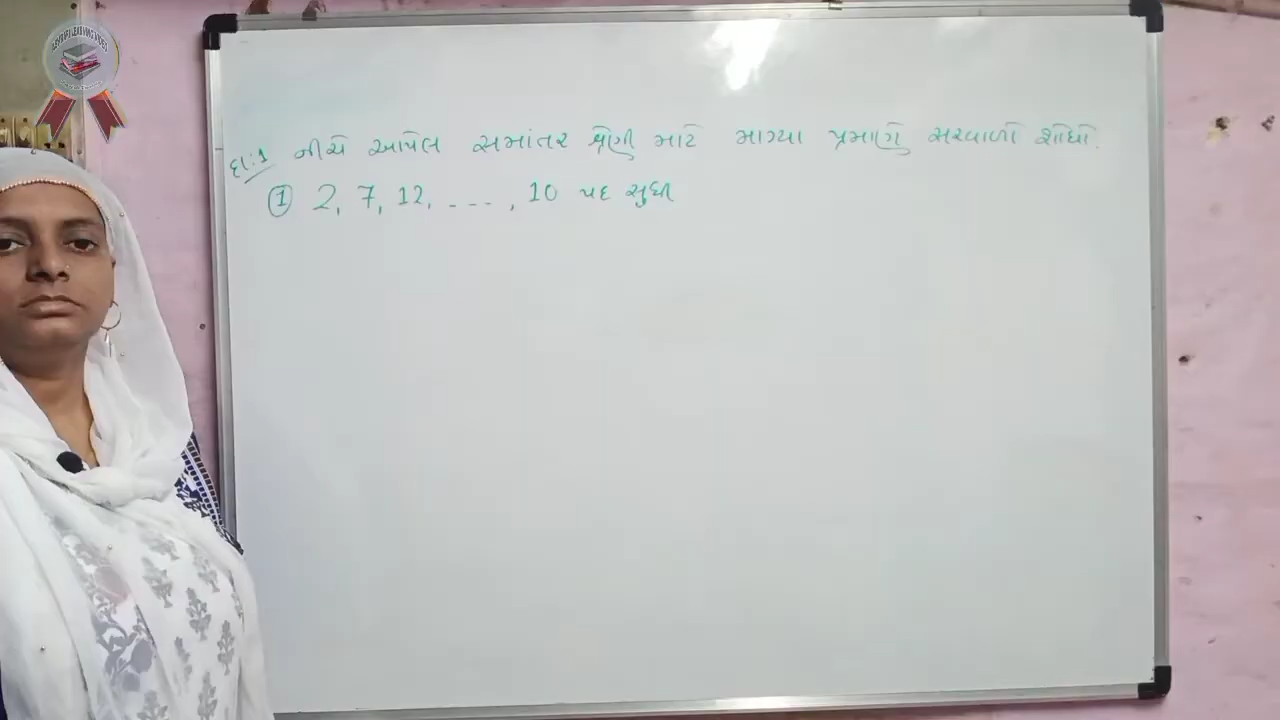 દા:1 નીચે આપેલ સમાંતર શ્રેણી માટે માગ્યા પ્રમાણે સરવાળો શોધો.
① 2, 7, 12, ---, 10 પદ સુધી